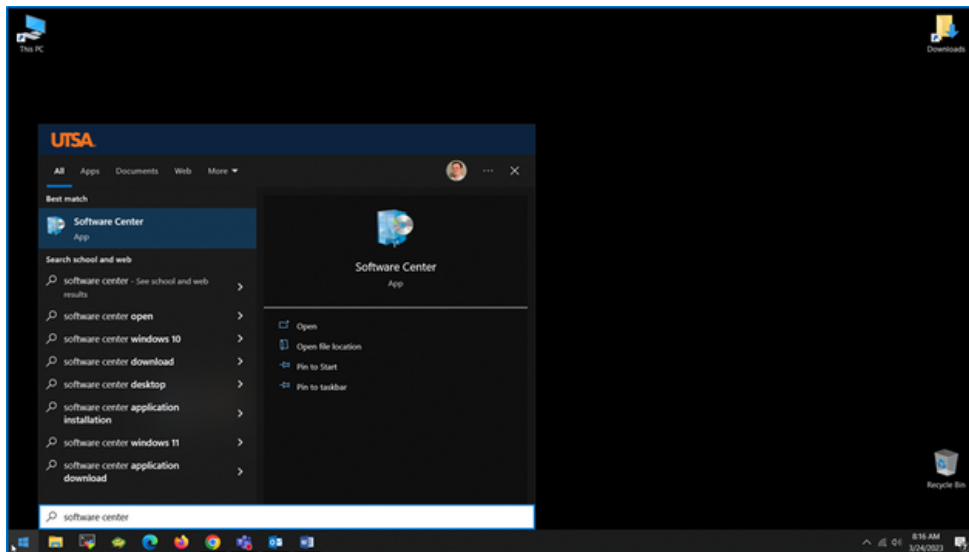 This PC
Downloads
UTSA
All Apps Documents Web More
Best match
Software Center
App
Search school and web
software center - See school and web
results
software center open
software center windows 10
software center download
software center desktop
software center application
installation
software center windows 11
software center application
download
Software Center
App
Open
Open file location
Pin to Start
Pin to taskbar
Recycle Bin
software center
8:16 AM
3/24/2023